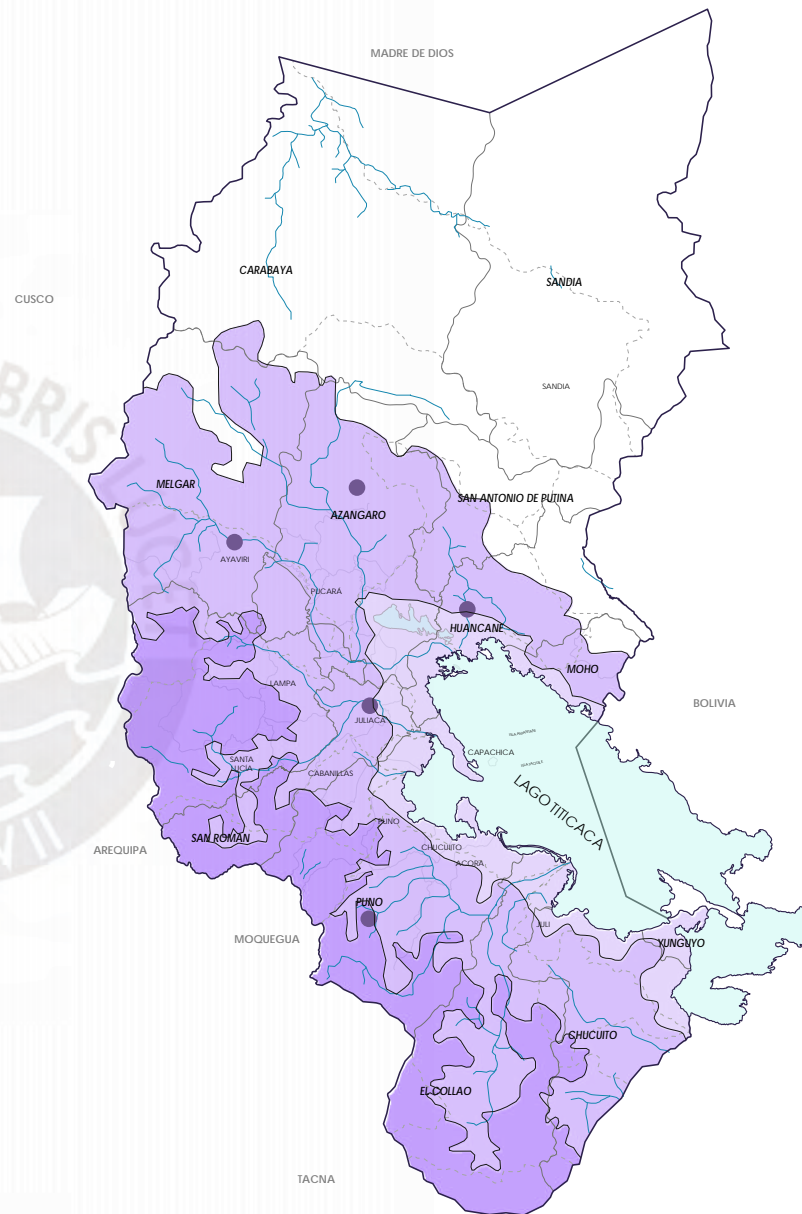 MADRE DE DIOS
CARABAYA
SANDIA
CUSCO
SANDIA
MELGAR
SAN ANTONIO DE PUTINA
AZANGARO
AYAVIRI
PUCARÁ
HUANCANE
MOHO
LAMPA
BOLIVIA
JULIACA
CAPACHICA
SANTA
LUCÍA
CABANILLAS
LAGO TITICACA
PUNO
SAN ROMAN
CHUCUITO
AREQUIPA
ACORA
PUNO
JULI
MOQUEGUA
YUNGUYO
CHUCUITO
EL COLLAO
TACNA